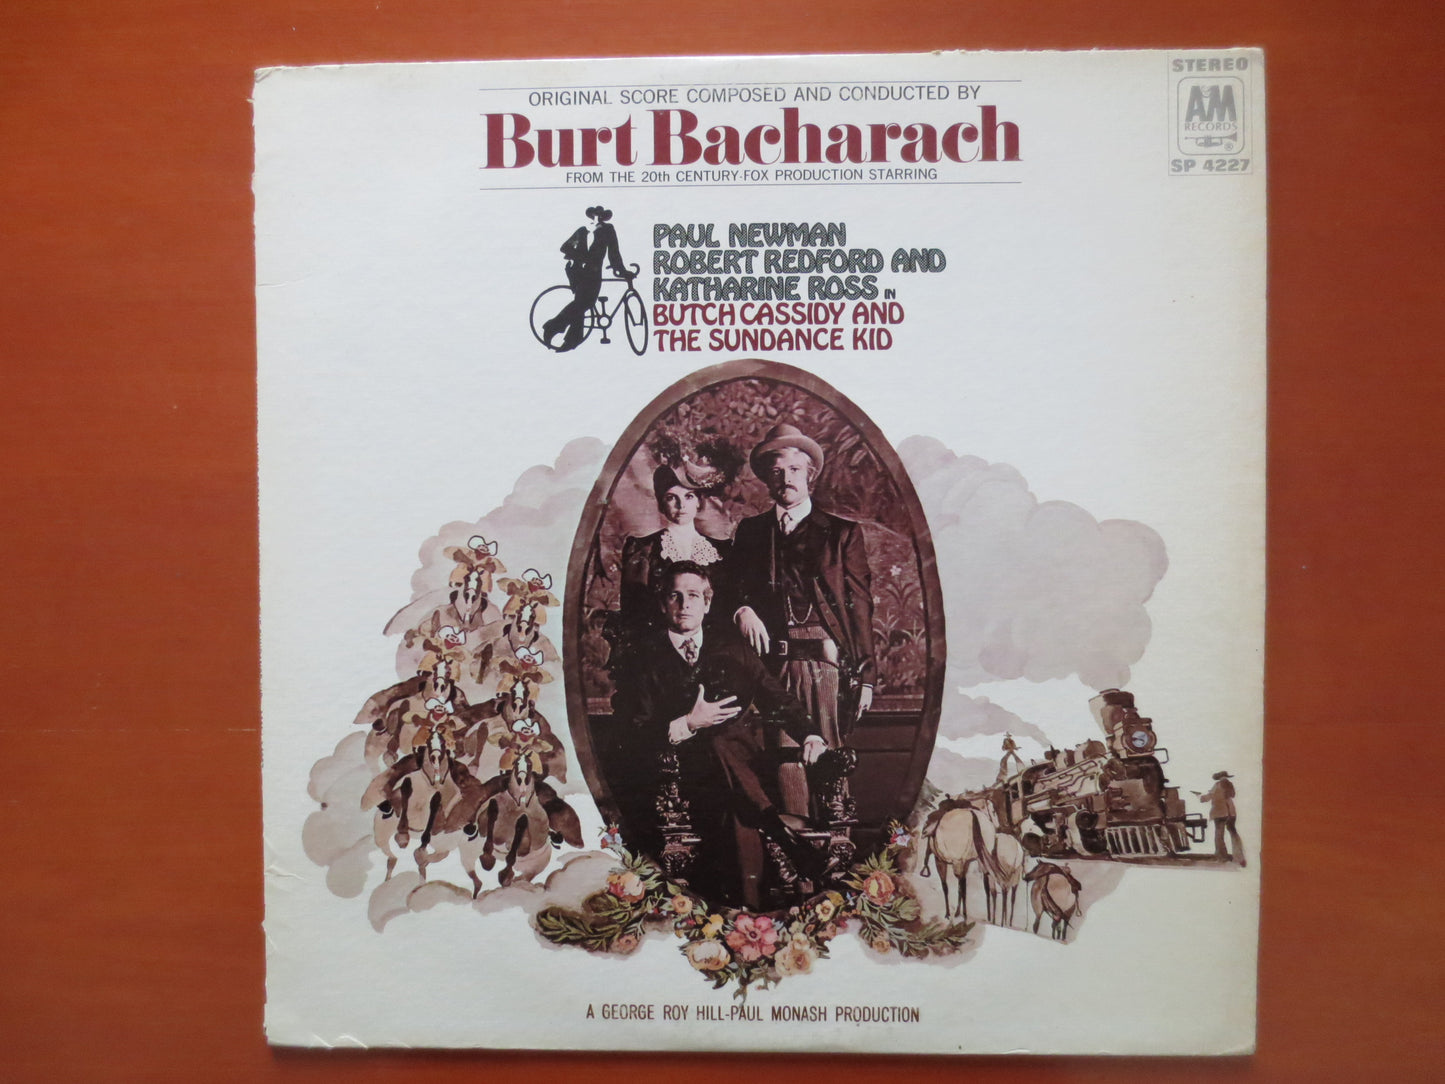 STEREO
A&M
RECORDS
®
SP 4227
ORIGINAL SCORE COMPOSED AND CONDUCTED BY
Burt Bacharach
FROM THE 20th CENTURY-FOX PRODUCTION STARRING
PAUL NEWMAN
ROBERT REDFORD AND
KATHARINE ROSS IN
BUTCH CASSIDY AND
THE SUNDANCE KID
A GEORGE ROY HILL-PAUL MONASH PRODUCTION